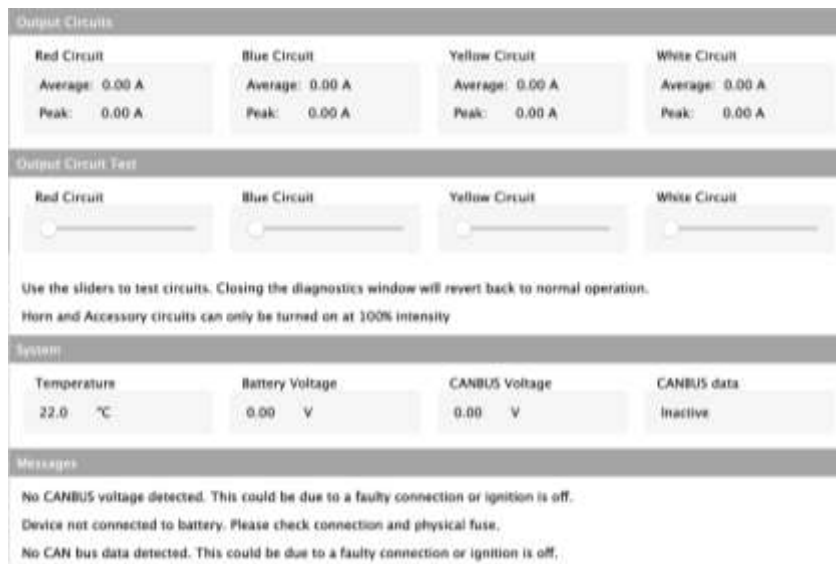 Output Circuits
Red Circuit Blue Circuit Yellow Circuit White Circuit
Average: 0.00 A Average: 0.00 A Average: 0.00 A Average: 0.00 A
Peak: 0.00 A Peak: 0.00 A Peak: 0.00 A Peak: 0.00 A
Output Circuit Test
Red Circuit Blue Circuit Yellow Circuit White Circuit
Use the sliders to test circuits. Closing the diagnostics window will revert back to normal operation.
Horn and Accessory circuits can only be turned on at 100% intensity
System
Temperature Battery Voltage CANBUS Voltage CANBUS data
22.0 °C 0.00 V 0.00 V Inactive
Messages
No CANBUS voltage detected. This could be due to a faulty connection or ignition is off.
Device not connected to battery. Please check connection and physical fuse.
No CAN bus data detected. This could be due to a faulty connection or ignition is off.